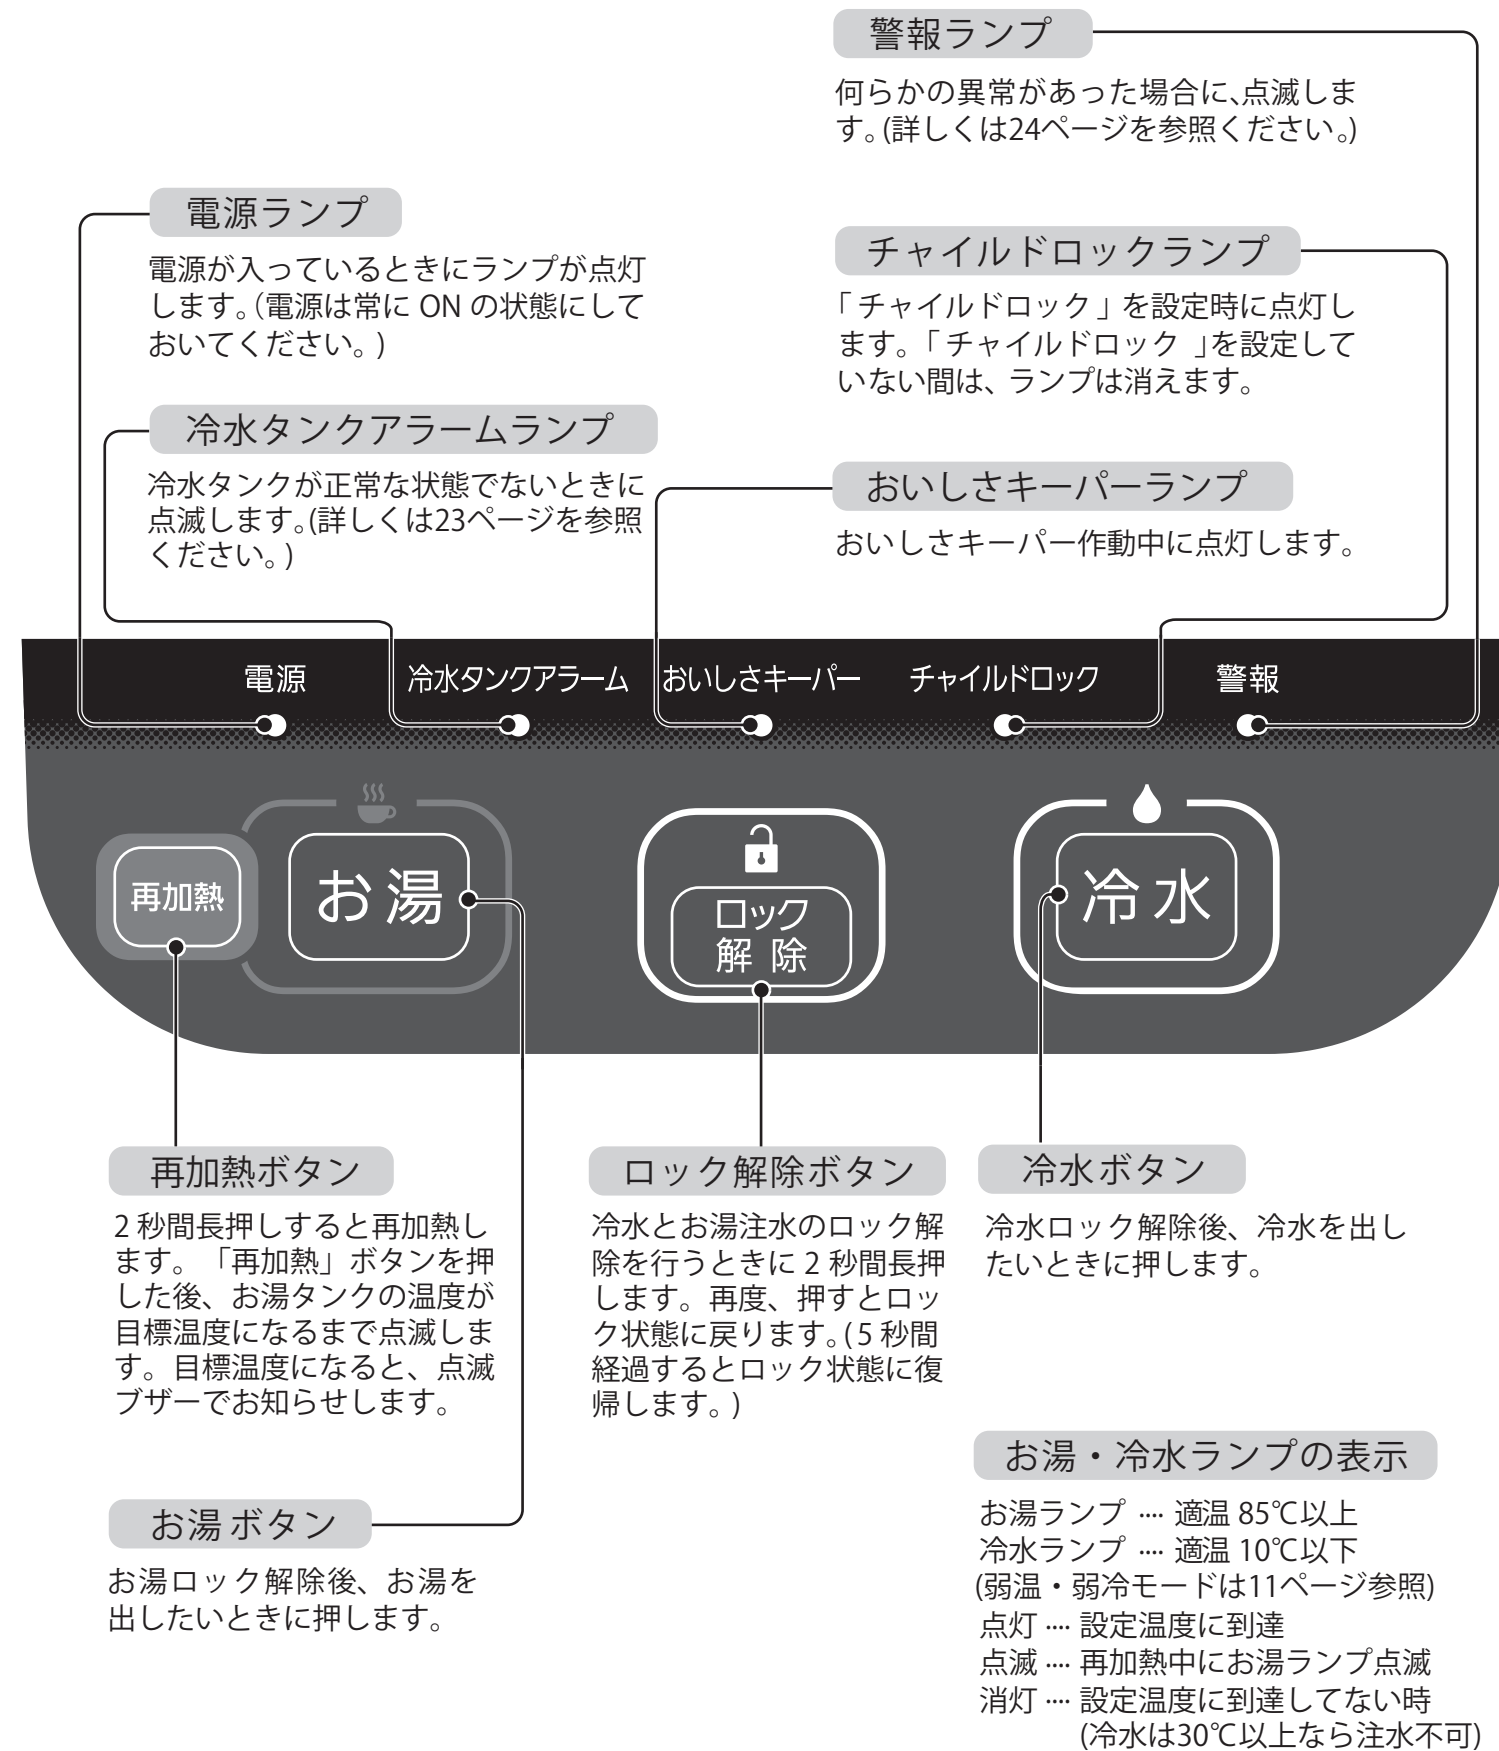 警報ランプ
何らかの異常があった場合に、点滅しま
す。(詳しくは24ページを参照ください。)
電源ランプ
電源が入っているときにランプが点灯
します。(電源は常に ON の状態にして
おいてください。)
チャイルドロックランプ
「チャイルドロック」を設定時に点灯し
ます。「チャイルドロック 」を設定して
いない間は、ランプは消えます。
冷水タンクアラームランプ
冷水タンクが正常な状態でないときに
点滅します。(詳しくは23ページを参照
ください。)
おいしさキーパーランプ
おいしさキーパー作動中に点灯します。
電源 冷水タンクアラーム おいしさキーパー チャイルドロック 警報
再加熱
お湯
ロック
解除
冷水
再加熱ボタン
2 秒間長押しすると再加熱し
ます。「再加熱」ボタンを押
した後、お湯タンクの温度が
目標温度になるまで点滅しま
す。目標温度になると、点滅
ブザーでお知らせします。
ロック解除ボタン
冷水とお湯注水のロック解
除を行うときに 2 秒間長押
します。再度、押すとロッ
ク状態に戻ります。(5 秒間
経過するとロック状態に復
帰します。)
冷水ボタン
冷水ロック解除後、冷水を出し
たいときに押します。
お湯ボタン
お湯ロック解除後、お湯を
出したいときに押します。
お湯・冷水ランプの表示
お湯ランプ …. 適温 85℃以上
冷水ランプ …. 適温 10℃以下
(弱温・弱冷モードは11ページ参照)
点灯 …. 設定温度に到達
点滅 …. 再加熱中にお湯ランプ点滅
消灯 …. 設定温度に到達してない時
(冷水は30℃以上なら注水不可)